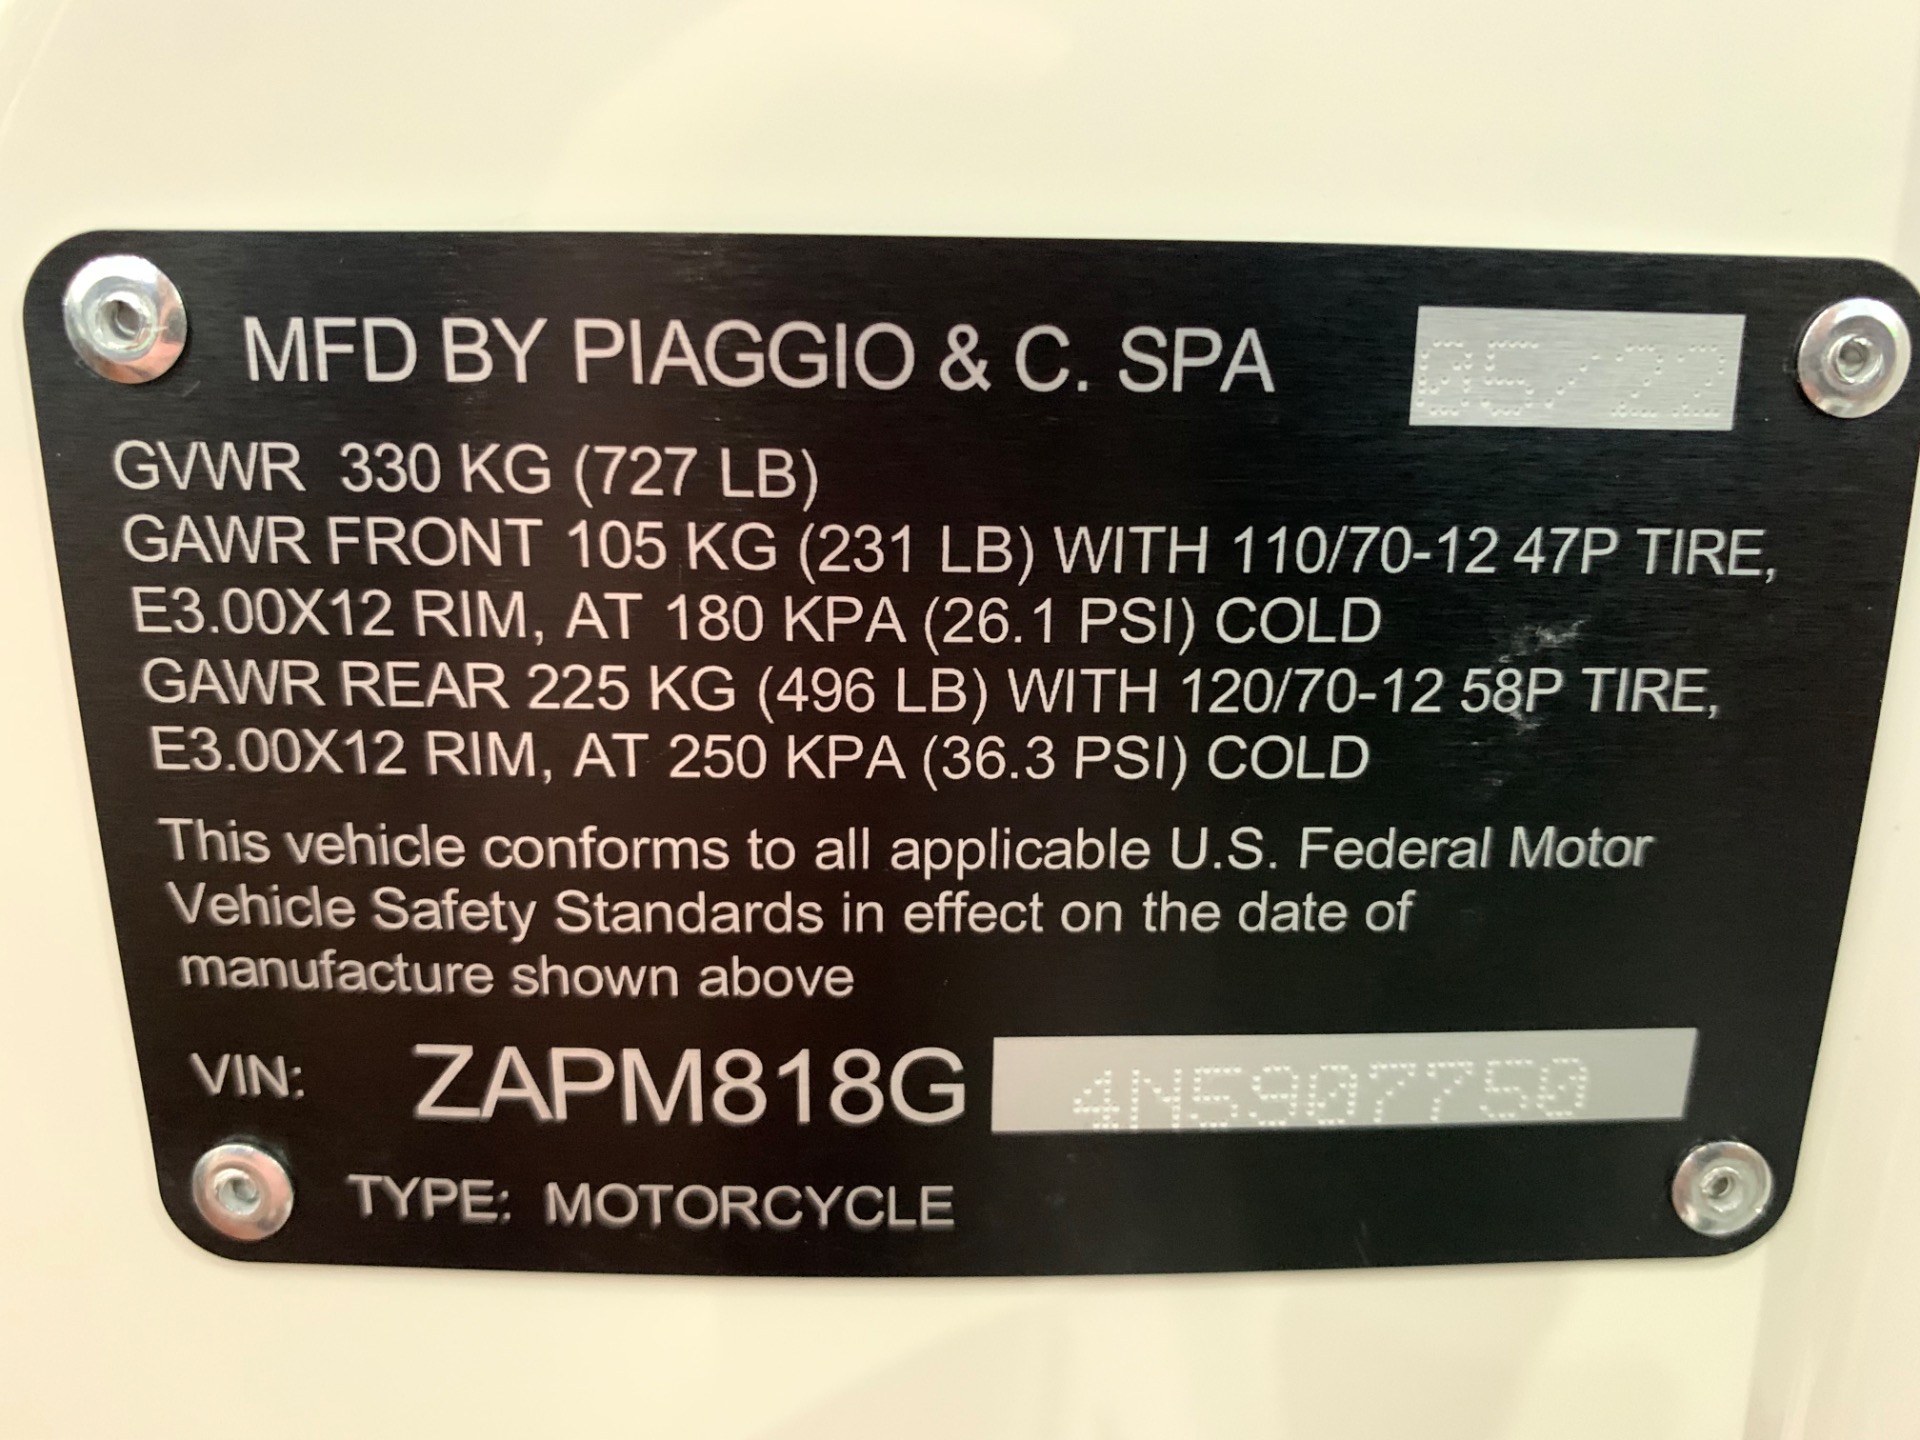 MFD BY PIAGGIO & C. SPA 05/22
GVWR 330 KG (727 LB)
GAWR FRONT 105 KG (231 LB) WITH 110/70-12 47P TIRE,
E3.00X12 RIM, AT 180 KPA (26.1 PSI) COLD
GAWR REAR 225 KG (496 LB) WITH 120/70-12 58P TIRE,
E3.00X12 RIM, AT 250 KPA (36.3 PSI) COLD
This vehicle conforms to all applicable U.S. Federal Motor
Vehicle Safety Standards in effect on the date of
manufacture shown above
VIN: ZAPM818G 4N5907750
TYPE: MOTORCYCLE